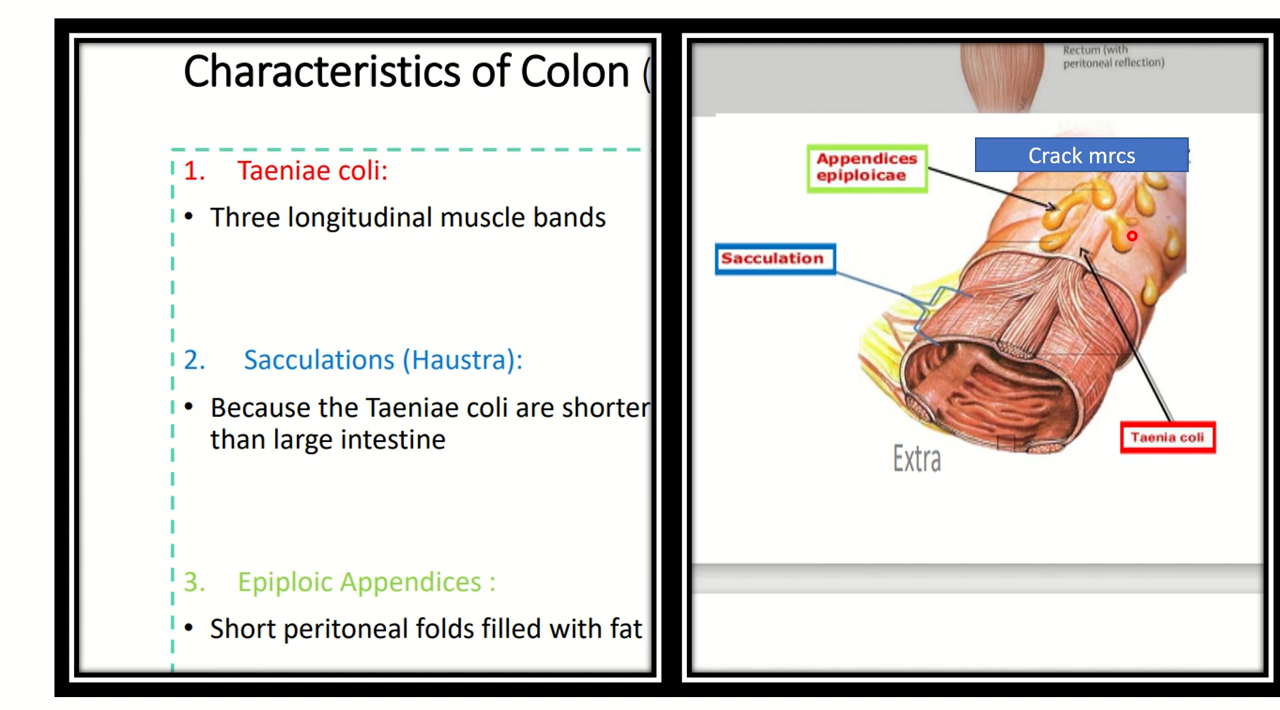 Characteristics of Colon (
1. Taeniae coli:
• Three longitudinal muscle bands
2. Sacculations (Haustra):
• Because the Taeniae coli are shorter
than large intestine
3. Epiploic Appendices :
• Short peritoneal folds filled with fat
Rectum (with
peritoneal reflection)
Crack mrcs
Appendices
epiploicae
Sacculation
Taenia coli
Extra